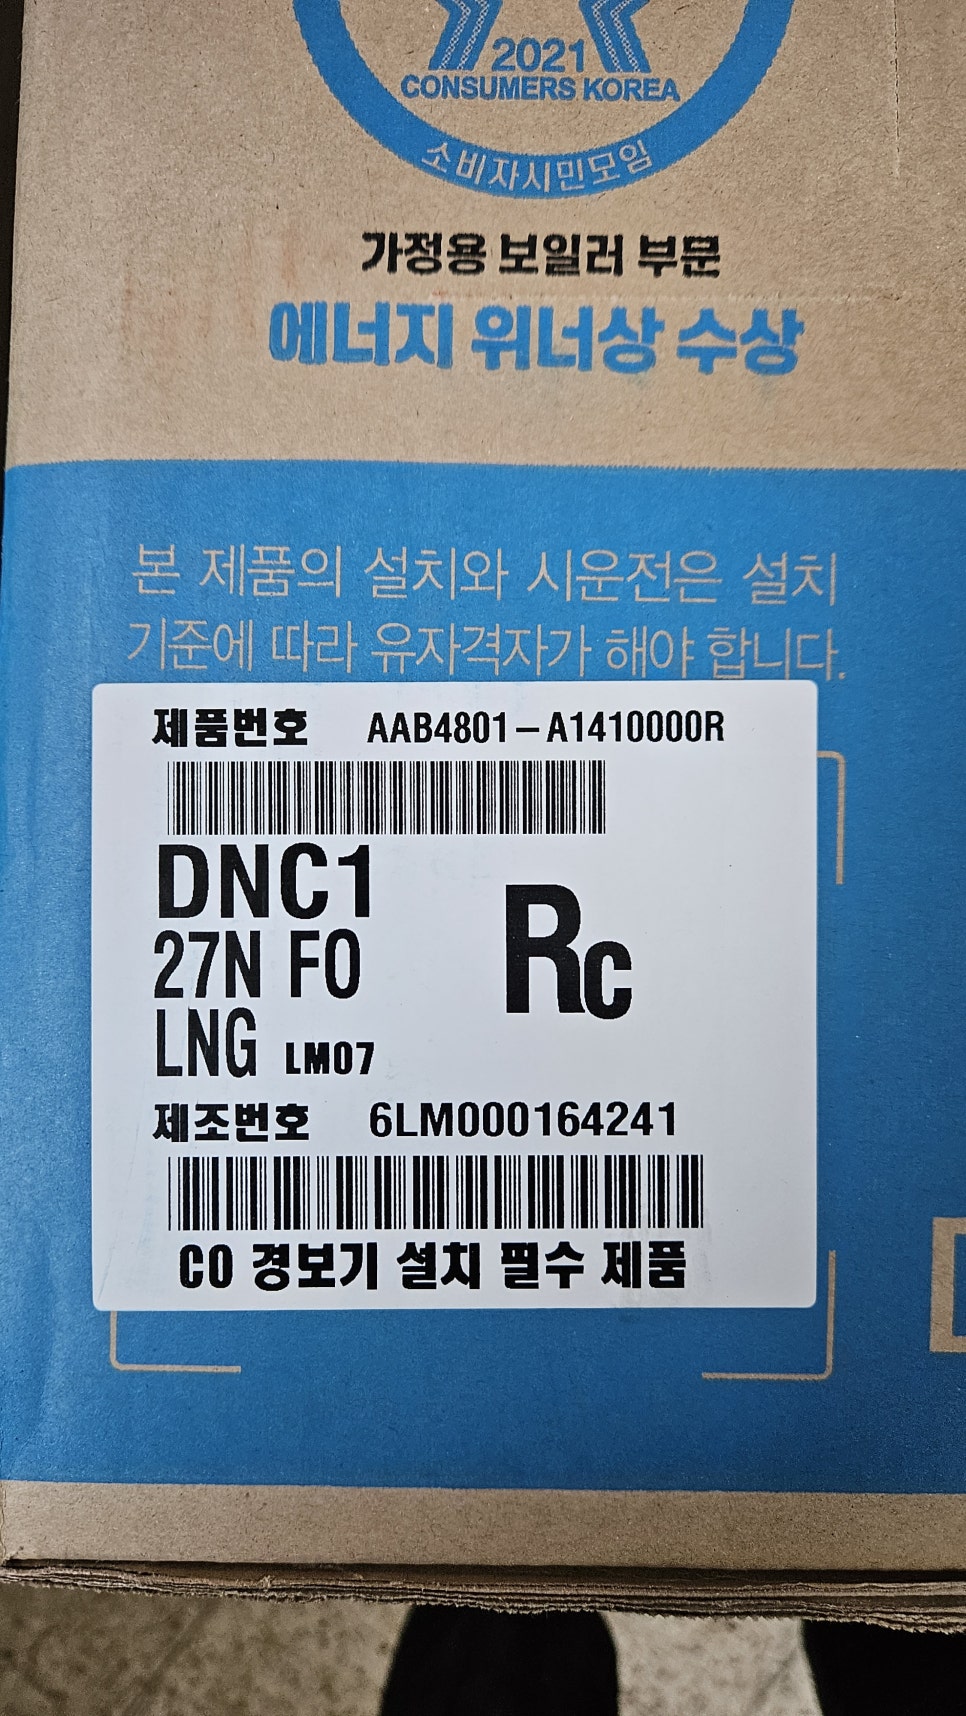 2021
CONSUMERS KOREA
소비자시민모임
가정용 보일러 부문
에너지 위너상 수상
본 제품의 설치와 시운전은 설치
기준에 따라 유자격자가 해야 합니다.
제품번호 AAB4801-A1410000R
DNC1
27N FO
LNG LM07
Rc
제조번호 6LM000164241
CO 경보기 설치 필수 제품